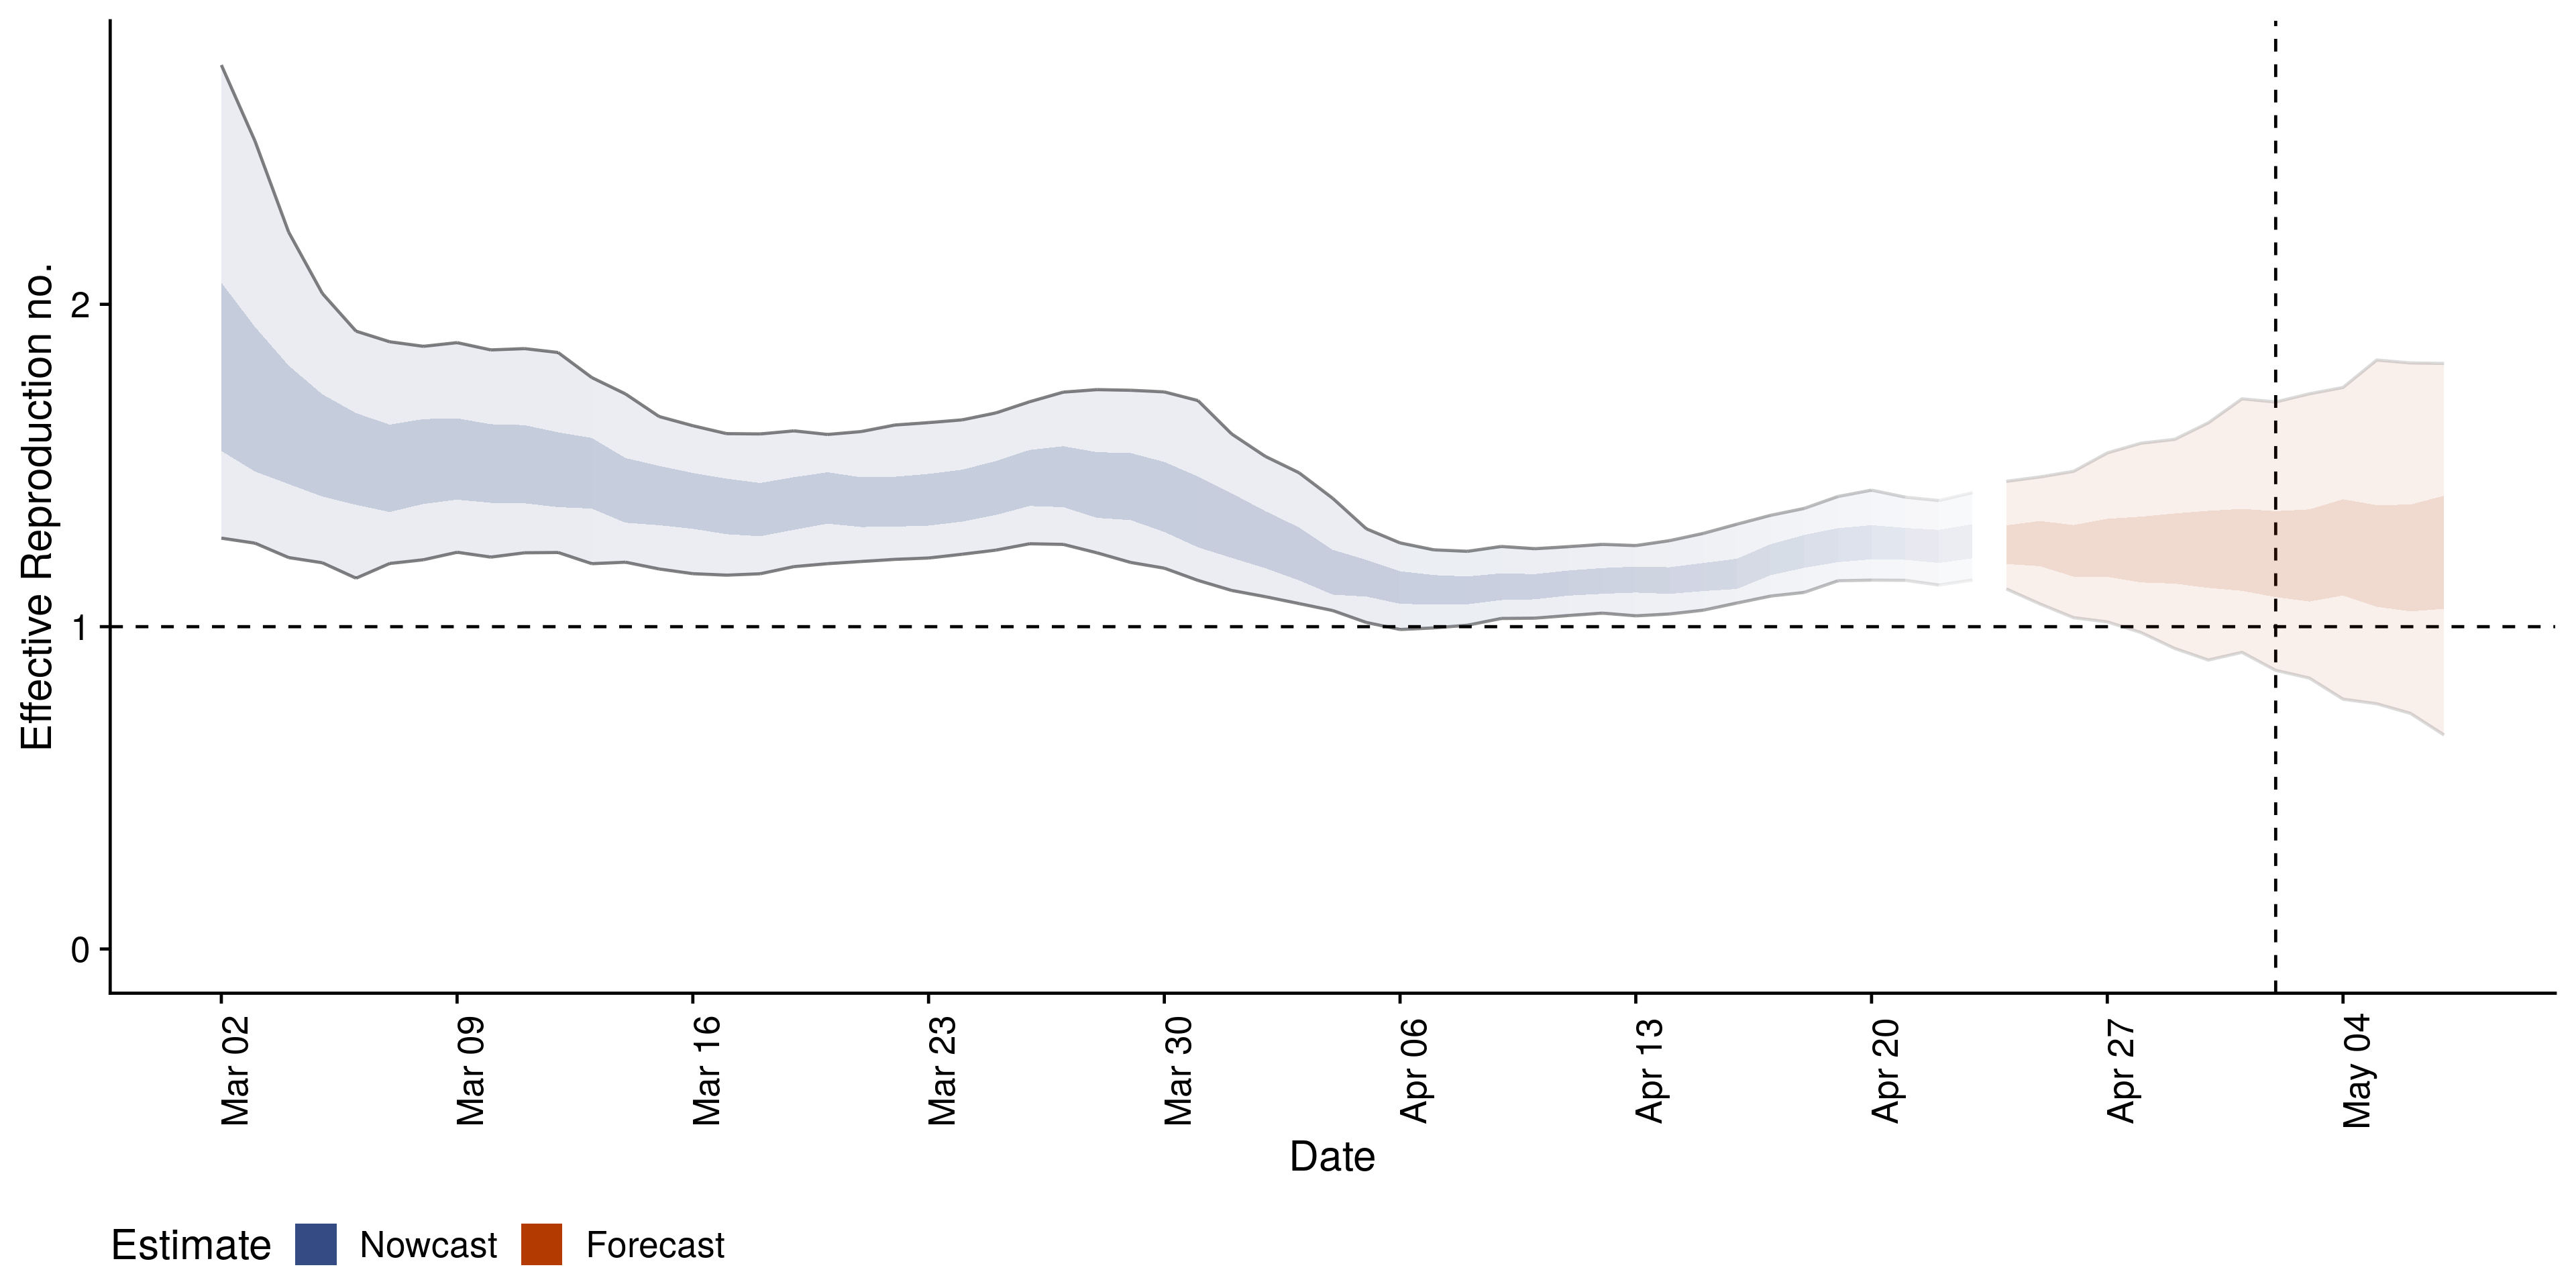 Effective Reproduction no.
2
1
0
Mar 02
Mar 09
Mar 16
Mar 23
Mar 30
Apr 06
Apr 13
Apr 20
Apr 27
May 04
Date
Estimate Nowcast Forecast